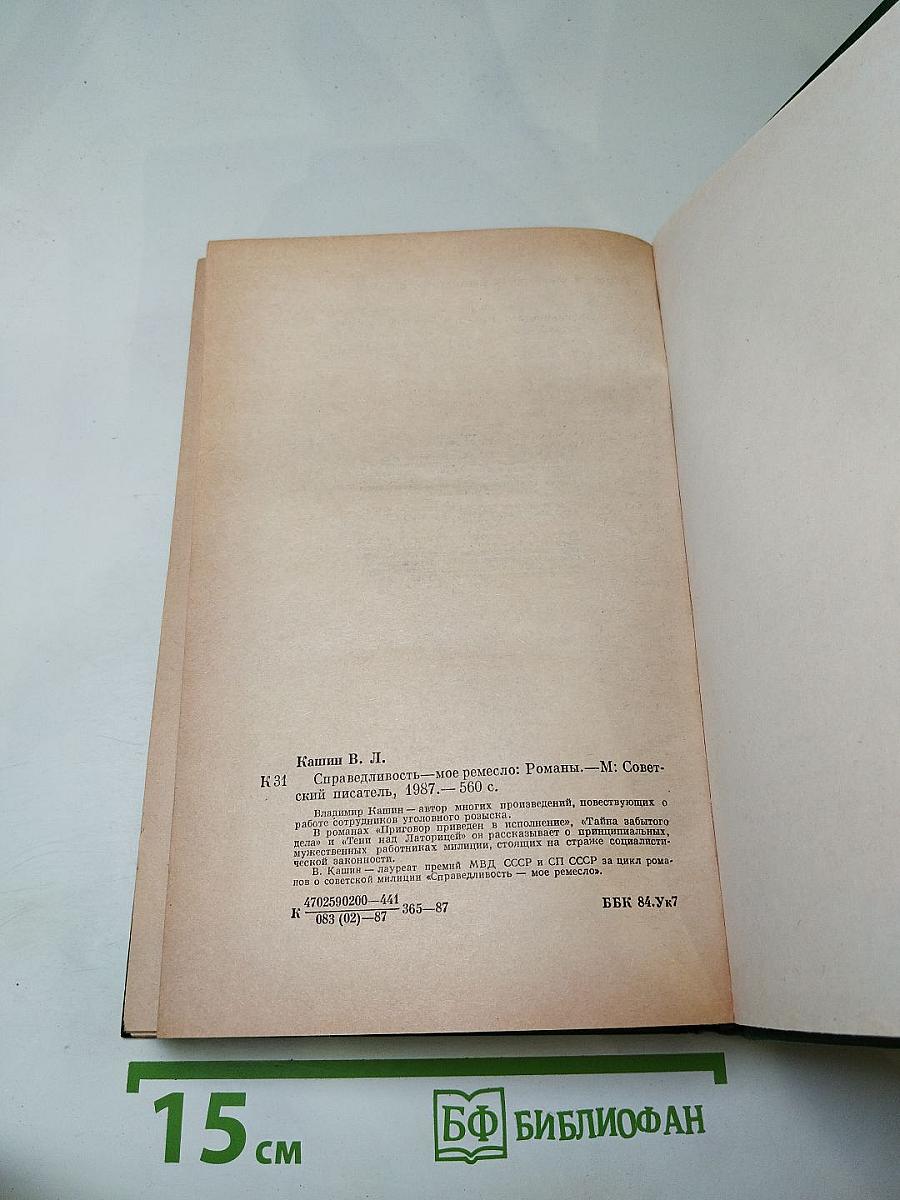 Кашин В. Л.
К 31 Справедливость—мое ремесло: Романы.—М: Совет-
ский писатель, 1987.— 560 с.
Владимир Кашин — автор многих произведений, повествующих о
работе сотрудников уголовного розыска.
В романах «Приговор приведен в исполнение», «Тайна забытого
дела» и «Тени над Латорицей» он рассказывает о принципиальных,
мужественных работниках милиции, стоящих на страже социалисти-
ческой законности.
В. Кашин — лауреат премий МВД СССР и СП СССР за цикл рома-
нов о советской милиции «Справедливость — мое ремесло».
4702590200—441
К 083 (02)—87 365—87
ББК 84.Ук7
15 см
БФ БИБЛИОФАН